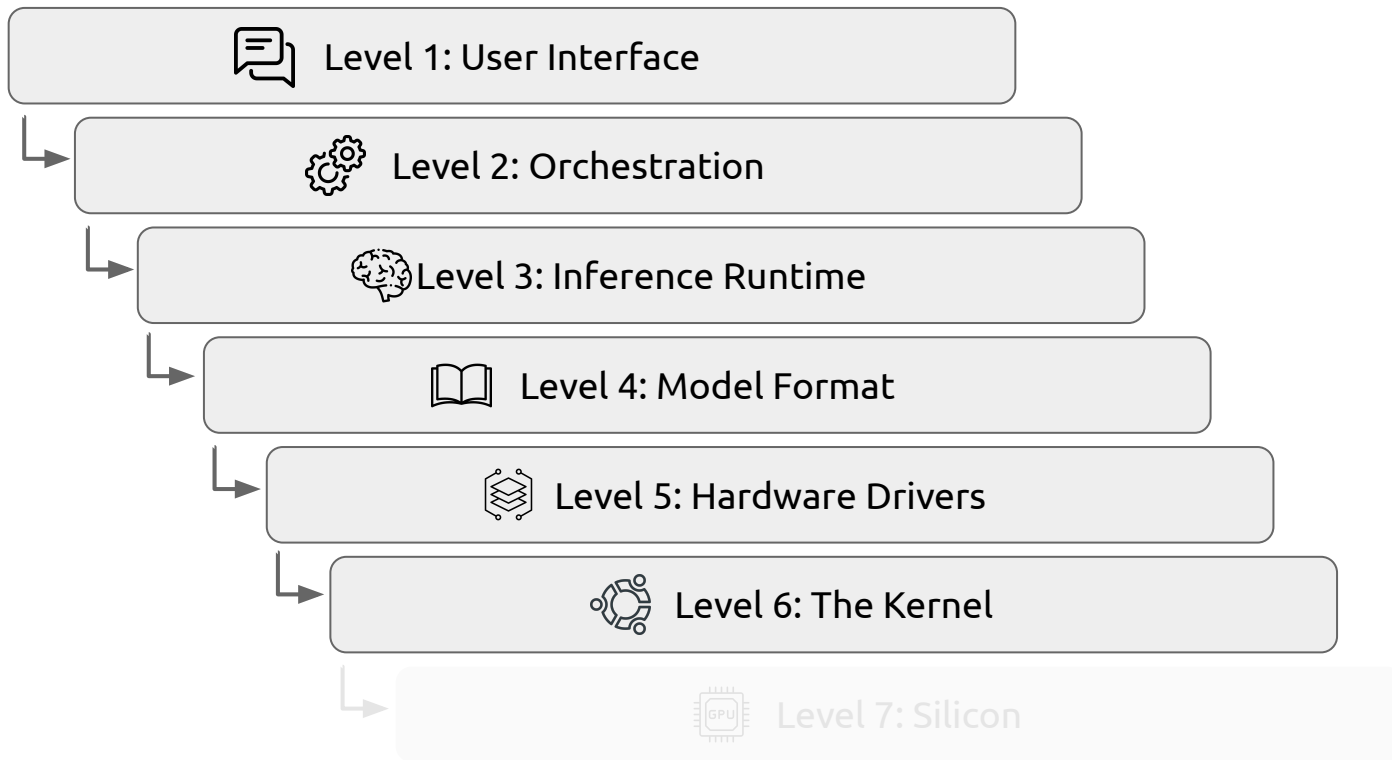 Level 1: User Interface
Level 2: Orchestration
Level 3: Inference Runtime
Level 4: Model Format
Level 5: Hardware Drivers
Level 6: The Kernel
GPU
Level 7: Silicon